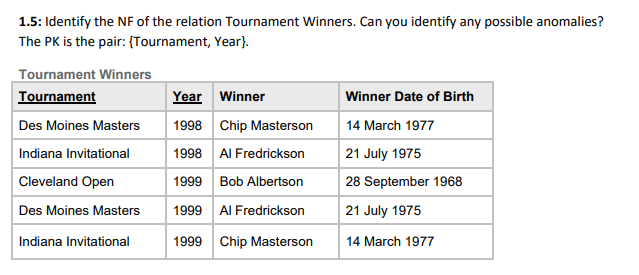 1.5: Identify the NF of the relation Tournament Winners. Can you identify any possible anomalies?
The PK is the pair: {Tournament, Year}.
Tournament Winners
Tournament Year Winner Winner Date of Birth
Des Moines Masters 1998 Chip Masterson 14 March 1977
Indiana Invitational 1998 Al Fredrickson 21 July 1975
Cleveland Open 1999 Bob Albertson 28 September 1968
Des Moines Masters 1999 Al Fredrickson 21 July 1975
Indiana Invitational 1999 Chip Masterson 14 March 1977